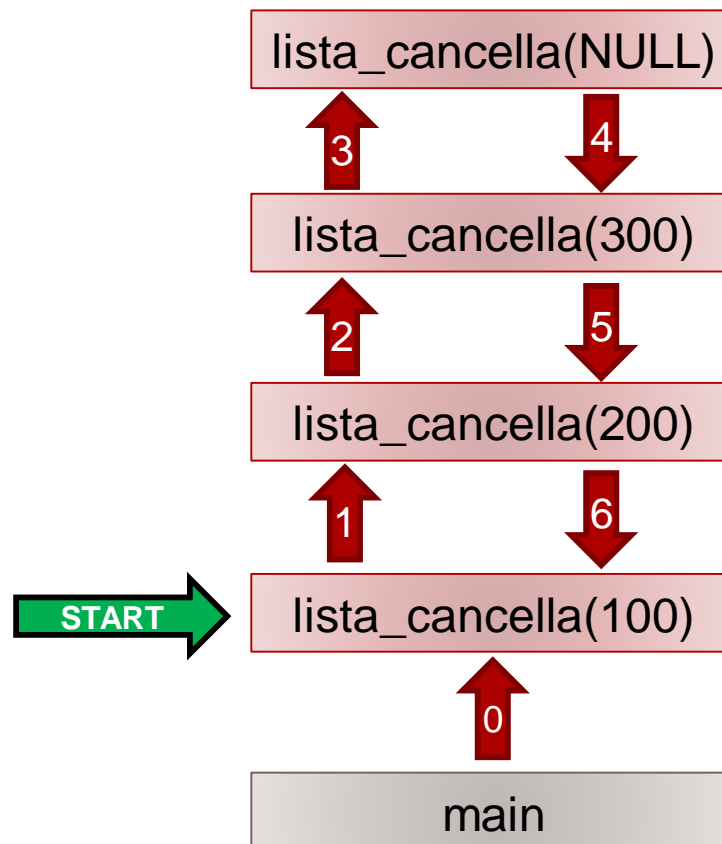 lista_cancella(NULL)
3 4
lista_cancella(300)
2 5
lista_cancella(200)
1 6
START lista_cancella(100)
0
main